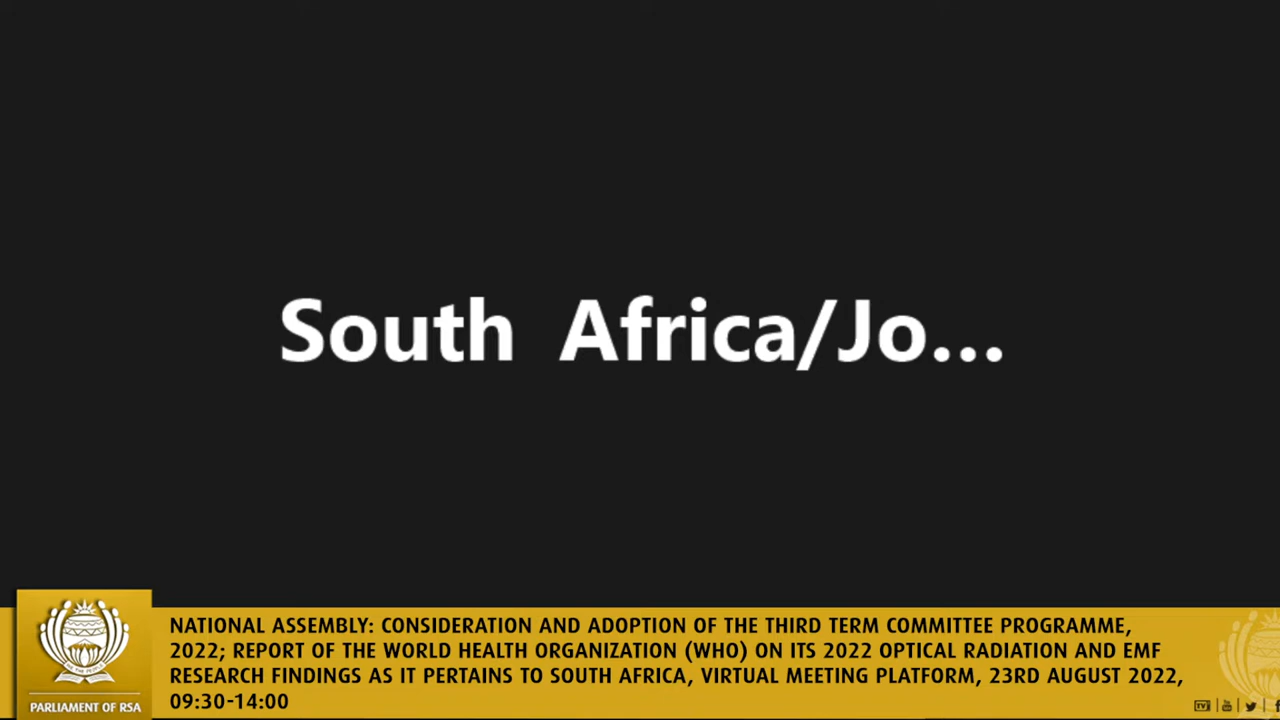 South Africa/Jo...
NATIONAL ASSEMBLY: CONSIDERATION AND ADOPTION OF THE THIRD TERM COMMITTEE PROGRAMME,
2022; REPORT OF THE WORLD HEALTH ORGANIZATION (WHO) ON ITS 2022 OPTICAL RADIATION AND EMF
RESEARCH FINDINGS AS IT PERTAINS TO SOUTH AFRICA, VIRTUAL MEETING PLATFORM, 23RD AUGUST 2022,
09:30-14:00
PARLIAMENT OF RSA